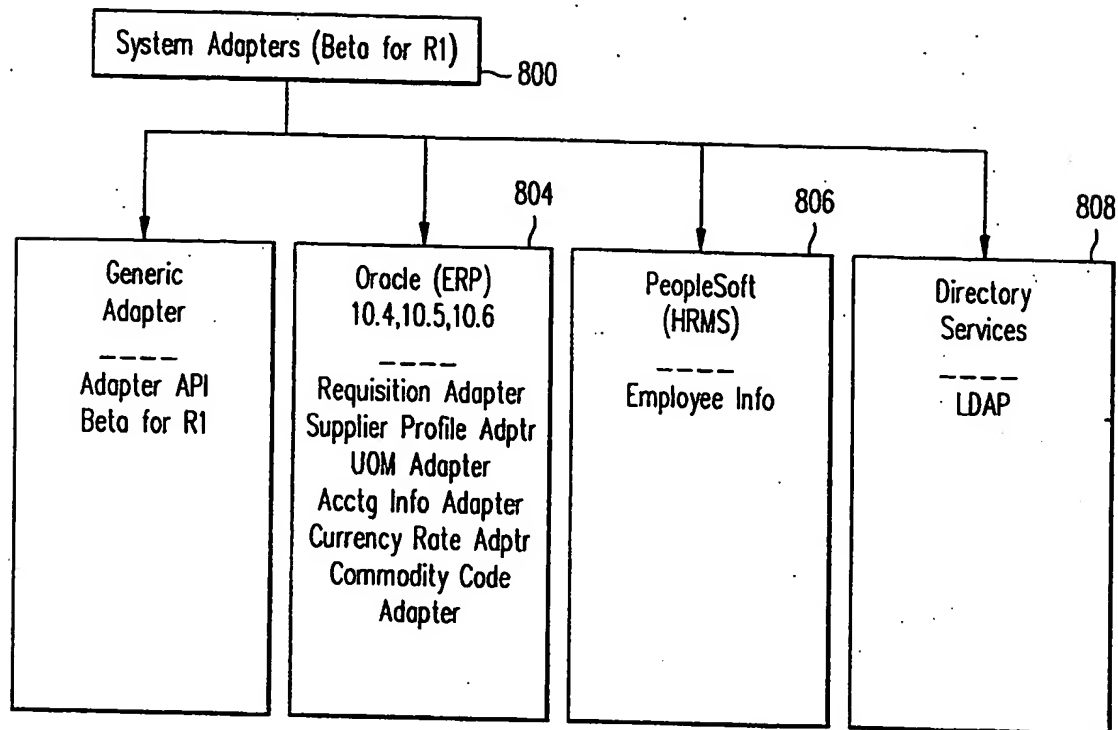 System Adapters (Beta for R1)
800
804
806
808
Generic
Adapter
Adapter API
Beta for R1
Oracle (ERP)
10.4,10.5,10.6
Requisition Adapter
Supplier Profile Adptr
UOM Adapter
Acctg Info Adapter
Currency Rate Adptr
Commodity Code
Adapter
PeopleSoft
(HRMS)
Employee Info
Directory
Services
LDAP